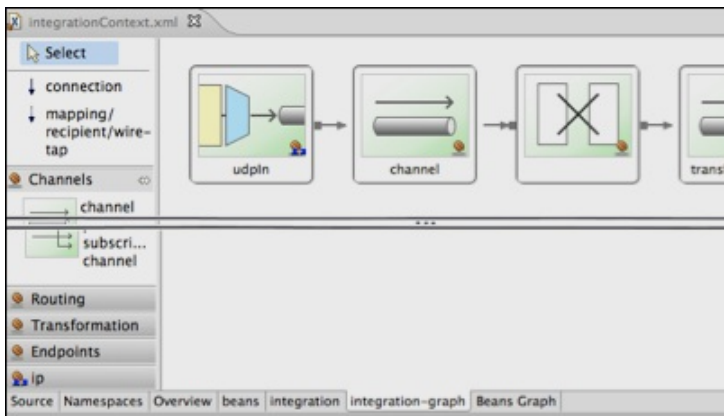 integrationContext.xml
Select
connection
mapping/
recipient/wire-
tap
Channels
channel
subscri...
channel
Routing
Transformation
Endpoints
ip
udpIn
channel
trans
Source Namespaces Overview beans integration integration-graph Beans Graph